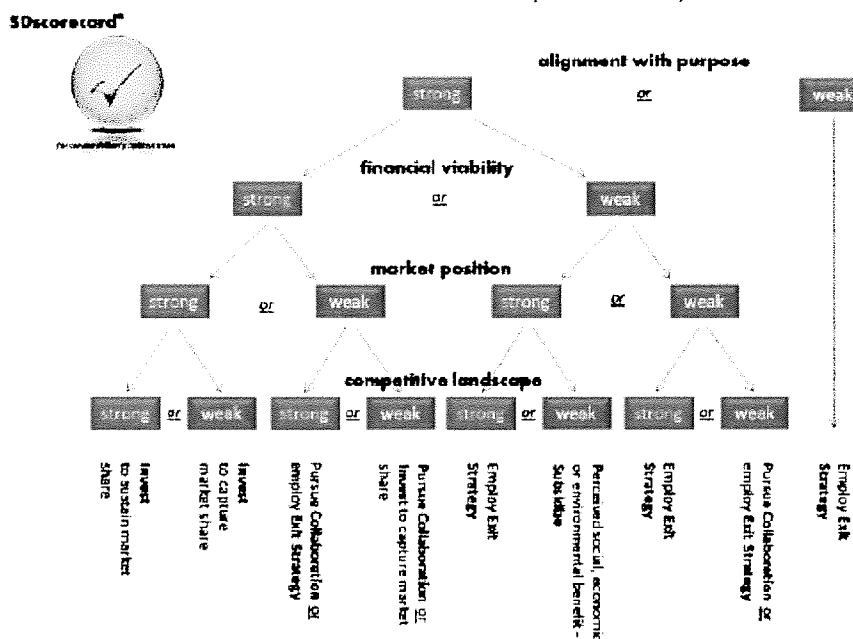 SDscorecard
alignment with purpose
strong
or
weak
financial viability
strong
or
weak
market position
strong
or
weak
strong
or
weak
competitive landscape
strong
or
weak
strong
or
weak
strong
or
weak
strong
or
weak
Invest
to sustain market
share
Invest
to capture
market share
Pursue Collaboration or
employ Exit Strategy
Pursue Collaboration or
Invest to capture market
share
Employ Exit
Strategy
Perceived social, economic
or environmental benefit -
Subsidise
Employ Exit
Strategy
Pursue Collaboration or
employ Exit Strategy
Employ Exit
Strategy